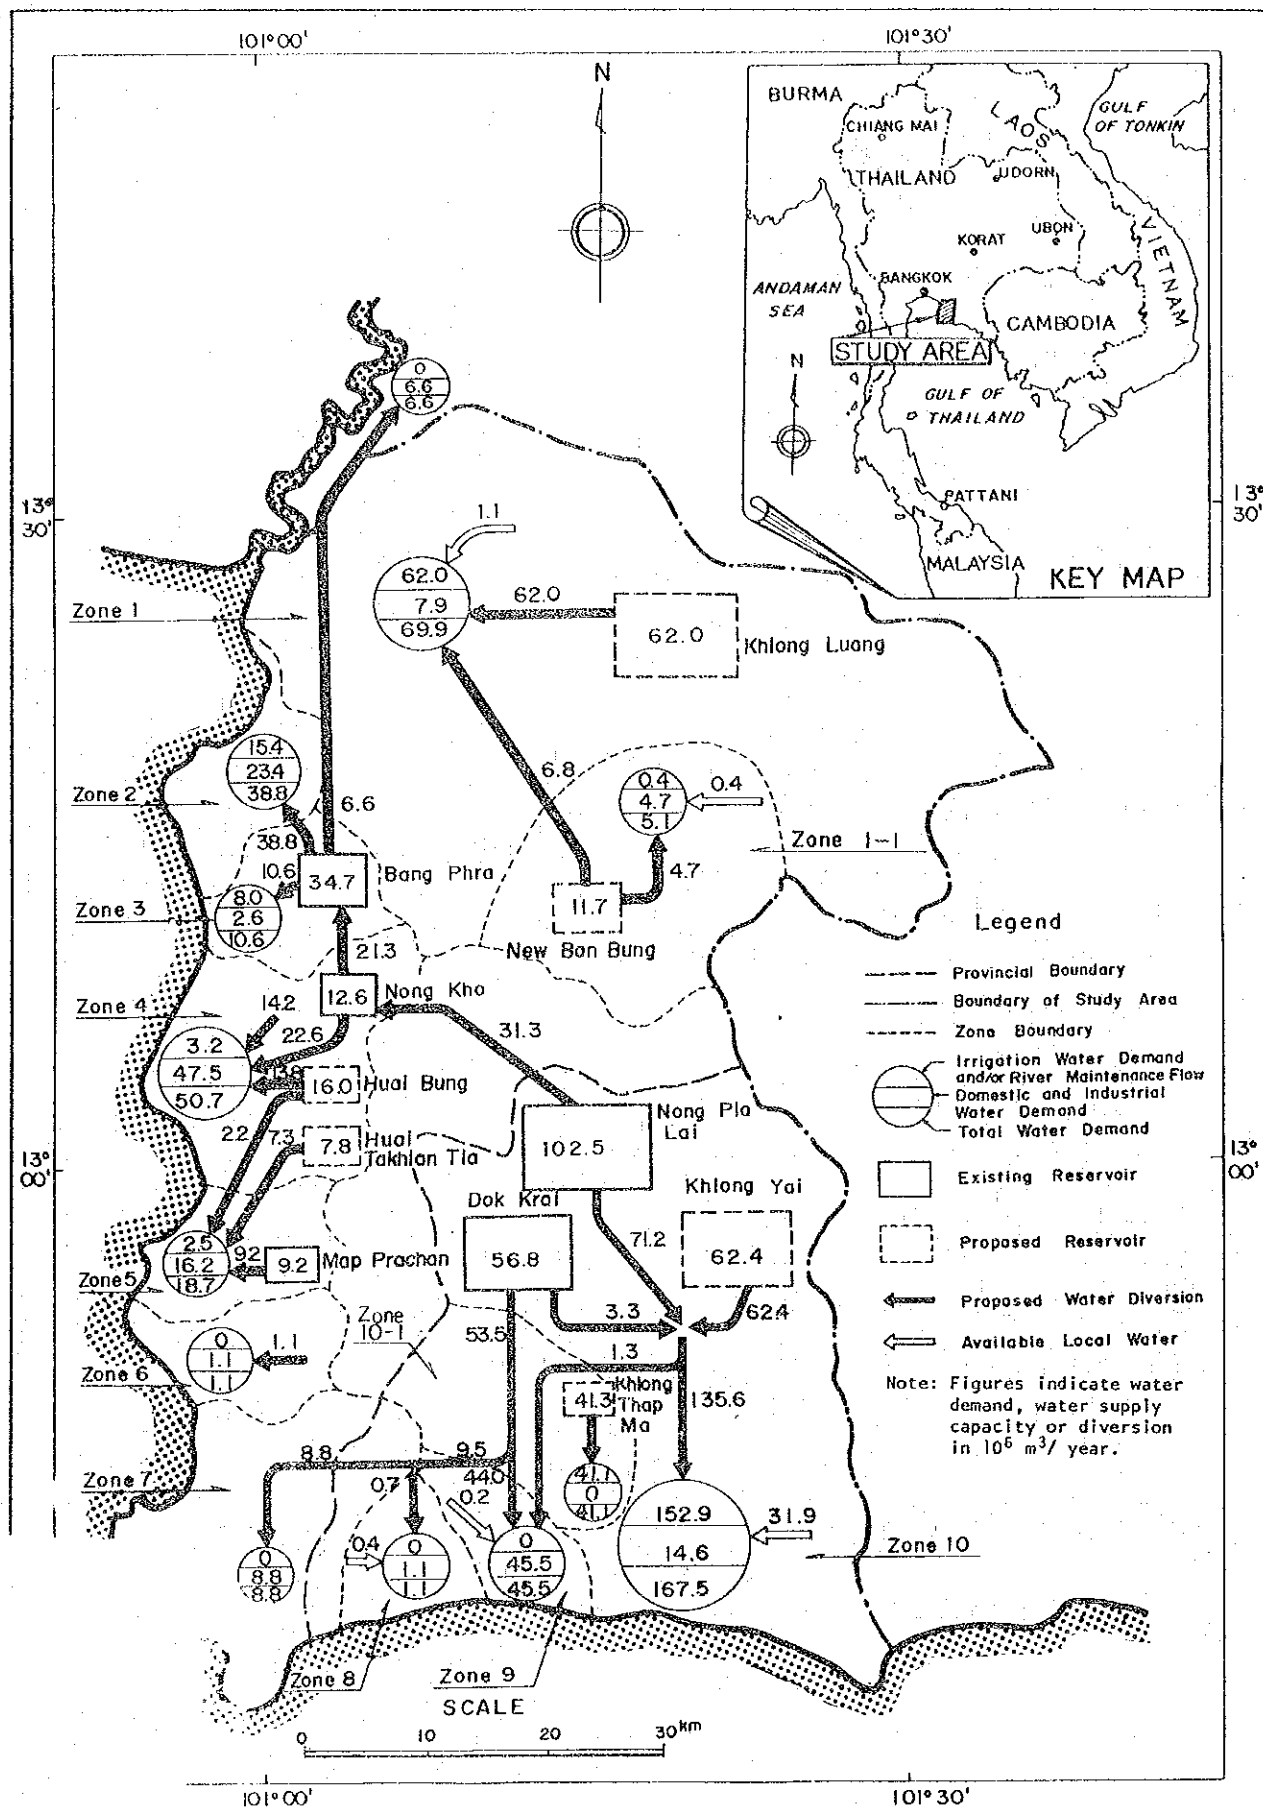 101°00'
101°30'
N
BURMA
CHIANG MAI
LAOS
GULF
OF TONKIN
THAILAND
UDORN
KORAT
UBON
VIETNAM
BANGKOK
ANDAMAN
SEA
CAMBODIA
STUDY AREA
N
GULF OF
THAILAND
PATTANI
MALAYSIA
KEY MAP
13°
30'
13°
30'
0
6.6
6.6
1.1
62.0
7.9
69.9
62.0
62.0
Khlong Luang
Zone 1
6.8
6.6
15.4
23.4
38.8
Zone 2
38.8
0.4
4.7
5.1
0.4
4.7
Zone 1-1
10.6
34.7
Bang Phra
8.0
2.6
10.6
Zone 3
11.7
New Ban Bung
21.3
12.6
Nong Kho
14.2
Zone 4
22.6
31.3
3.2
47.5
50.7
13.8
16.0
Huai Bung
2.2
7.3
7.8
Huai
Takhian Tia
102.5
Nong Pla
Lai
Legend
Provincial Boundary
Boundary of Study Area
Zone Boundary
Irrigation Water Demand
and/or River Maintenance Flow
Domestic and Industrial
Water Demand
Total Water Demand
Existing Reservoir
Proposed Reservoir
Proposed Water Diversion
Available Local Water
Note: Figures indicate water
demand, water supply
capacity or diversion
in 10⁶ m³/ year.
13°
00'
13°
00'
Dok Krai
56.8
71.2
Khlong Yai
62.4
2.5
16.2
18.7
9.2
9.2
Map Prachan
Zone 5
Zone
10-1
53.5
3.3
62.4
0
1.1
1.1
1.1
Zone 6
1.3
41.3
Khlong
Thap
Ma
135.6
8.8
9.5
Zone 7
0.7
44.0
0.2
41.1
0
41.1
152.9
14.6
167.5
31.9
Zone 10
0
8.8
8.8
0.4
0
1.1
1.1
0
45.5
45.5
Zone 8
Zone 9
SCALE
0
10
20
30 km
101°00'
101°30'